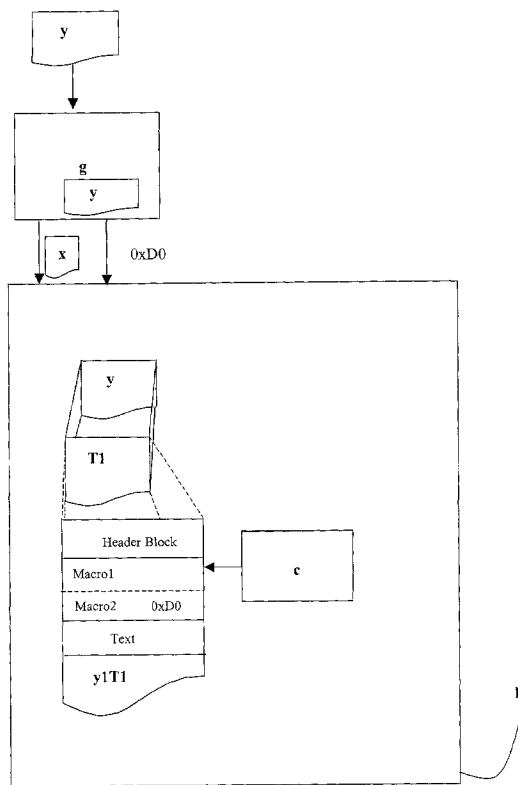 y
g
y
x 0xD0
y
T1
Header Block
Macro1
c
Macro2 0xD0
Text
y1T1